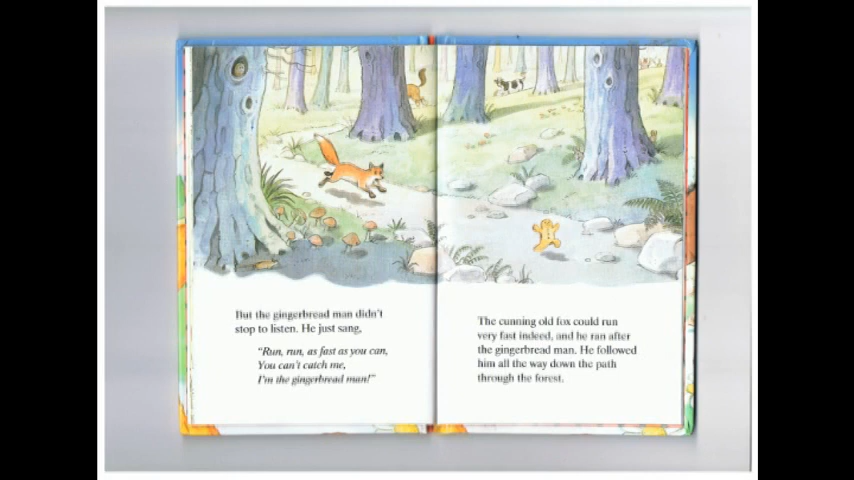 But the gingerbread man didn't
stop to listen. He just sang,
"Run, run, as fast as you can,
You can't catch me,
I'm the gingerbread man!"
The cunning old fox could run
very fast indeed, and he ran after
the gingerbread man. He followed
him all the way down the path
through the forest.